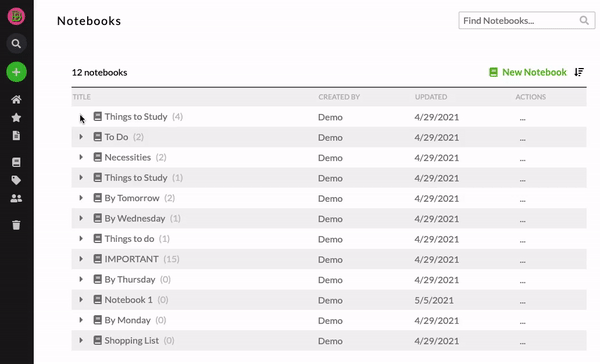 Notebooks
Find Notebooks...
12 notebooks
New Notebook
TITLE CREATED BY UPDATED ACTIONS
Things to Study (4) Demo 4/29/2021 ...
To Do (2) Demo 4/29/2021 ...
Necessities (2) Demo 4/29/2021 ...
Things to Study (1) Demo 4/29/2021 ...
By Tomorrow (2) Demo 4/29/2021 ...
By Wednesday (1) Demo 4/29/2021 ...
Things to do (1) Demo 4/29/2021 ...
IMPORTANT (15) Demo 4/29/2021 ...
By Thursday (0) Demo 4/29/2021 ...
Notebook 1 (0) Demo 5/5/2021 ...
By Monday (0) Demo 4/29/2021 ...
Shopping List (0) Demo 4/29/2021 ...